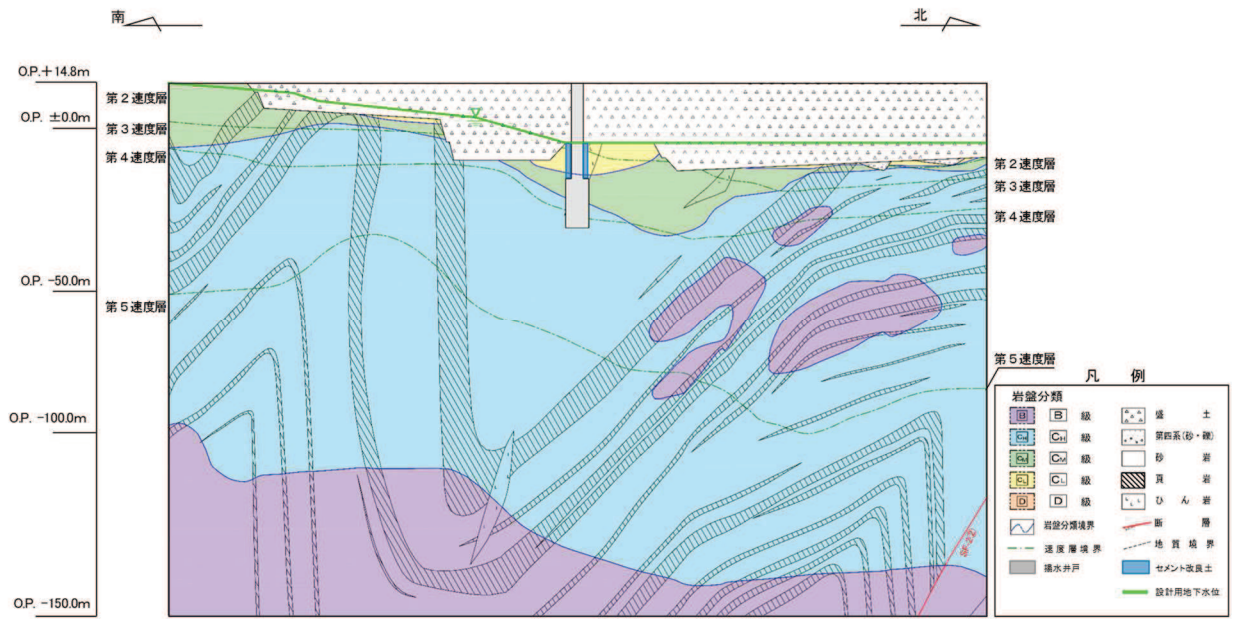 南
北
O.P.+14.8m
O.P. ±0.0m
O.P. -50.0m
O.P. -100.0m
O.P. -150.0m
第2速度層
第3速度層
第4速度層
第5速度層
第2速度層
第3速度層
第4速度層
第5速度層
SF-2②
凡 例
岩盤分類
B B 級
CH CH 級
CM CM 級
CL CL 級
D D 級
岩盤分類境界
速度層境界
揚水井戸
盛 土
第四系(砂・礫)
砂 岩
頁 岩
ひ ん 岩
断 層
地質境界
セメント改良土
設計用地下水位